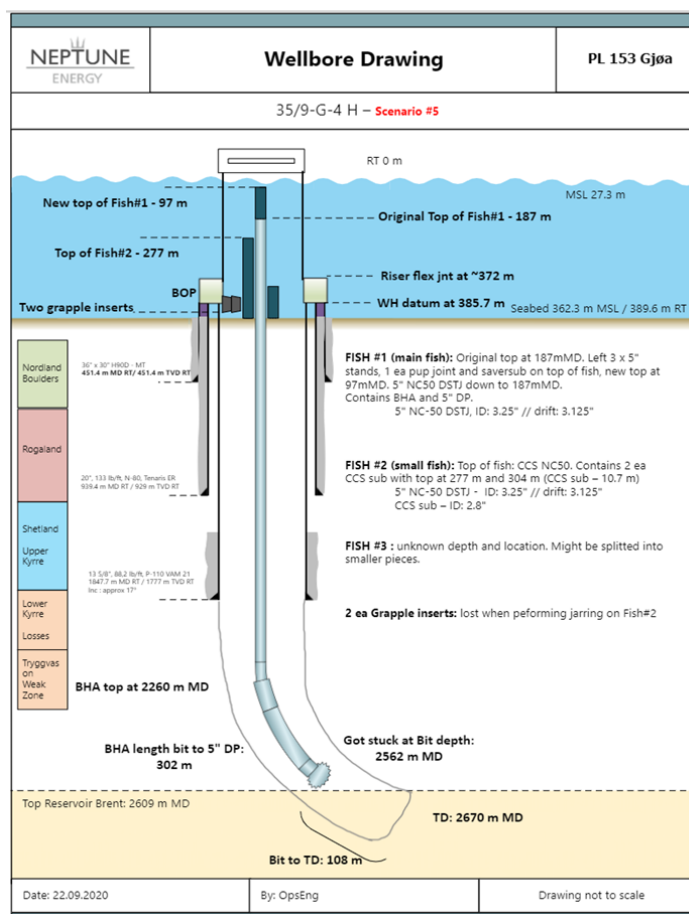 NEPTUNE
ENERGY
Wellbore Drawing
PL 153 Gjøa
35/9-G-4 H – Scenario #5
RT 0 m
MSL 27.3 m
New top of Fish#1 - 97 m
Original Top of Fish#1 - 187 m
Top of Fish#2 - 277 m
Riser flex jnt at ~372 m
BOP
WH datum at 385.7 m
Two grapple inserts
Seabed 362.3 m MSL / 389.6 m RT
Nordland
Boulders
36" x 30" H90D - MT
451.4 m MD RT/ 451.4 m TVD RT
FISH #1 (main fish): Original top at 187mMD. Left 3 x 5"
stands, 1 ea pup joint and saversub on top of fish, new top at
97mMD. 5" NC50 DSTJ down to 187mMD.
Contains BHA and 5" DP.
5" NC-50 DSTJ, ID: 3.25" // drift: 3.125"
Rogaland
20", 133 lb/ft, N-80, Tenaris ER
939.4 m MD RT / 929 m TVD RT
FISH #2 (small fish): Top of fish: CCS NC50. Contains 2 ea
CCS sub with top at 277 m and 304 m (CCS sub – 10.7 m)
5" NC-50 DSTJ - ID: 3.25" // drift: 3.125"
CCS sub – ID: 2.8"
Shetland
Upper
Kyrre
FISH #3 : unknown depth and location. Might be splitted into
smaller pieces.
13 5/8", 88,2 lb/ft, P-110 VAM 21
1847.7 m MD RT / 1777 m TVD RT
Inc : approx 17°
2 ea Grapple inserts: lost when peforming jarring on Fish#2
Lower
Kyrre
Losses
Tryggvas
on
Weak
Zone
BHA top at 2260 m MD
BHA length bit to 5" DP:
302 m
Got stuck at Bit depth:
2562 m MD
Top Reservoir Brent: 2609 m MD
TD: 2670 m MD
Bit to TD: 108 m
Date: 22.09.2020
By: OpsEng
Drawing not to scale